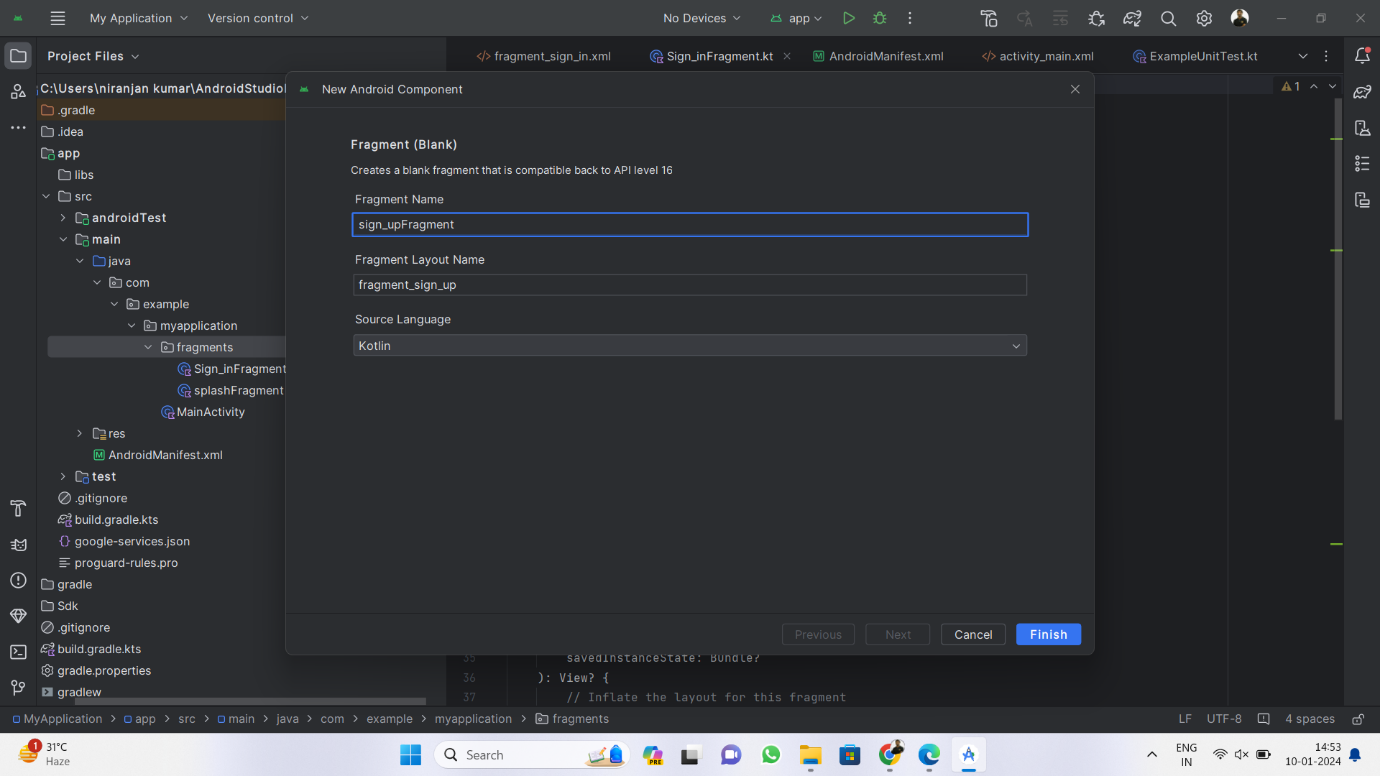 My Application
Version control
No Devices
app
Project Files
fragment_sign_in.xml
Sign_inFragment.kt
AndroidManifest.xml
activity_main.xml
ExampleUnitTest.kt
C:\Users\niranjan kumar\AndroidStudio
1
.gradle
.idea
app
libs
src
androidTest
main
java
com
example
myapplication
fragments
Sign_inFragment
splashFragment
MainActivity
res
AndroidManifest.xml
test
.gitignore
build.gradle.kts
google-services.json
proguard-rules.pro
gradle
Sdk
.gitignore
build.gradle.kts
gradle.properties
gradlew
New Android Component
Fragment (Blank)
Creates a blank fragment that is compatible back to API level 16
Fragment Name
sign_upFragment
Fragment Layout Name
fragment_sign_up
Source Language
Kotlin
Previous
Next
Cancel
Finish
35 savedInstanceState: Bundle?
36 ): View? {
37 // Inflate the layout for this fragment
MyApplication > app > src > main > java > com > example > myapplication > fragments
LF UTF-8 4 spaces
1
31°C
Haze
Search
PRE
ENG
IN
14:53
10-01-2024